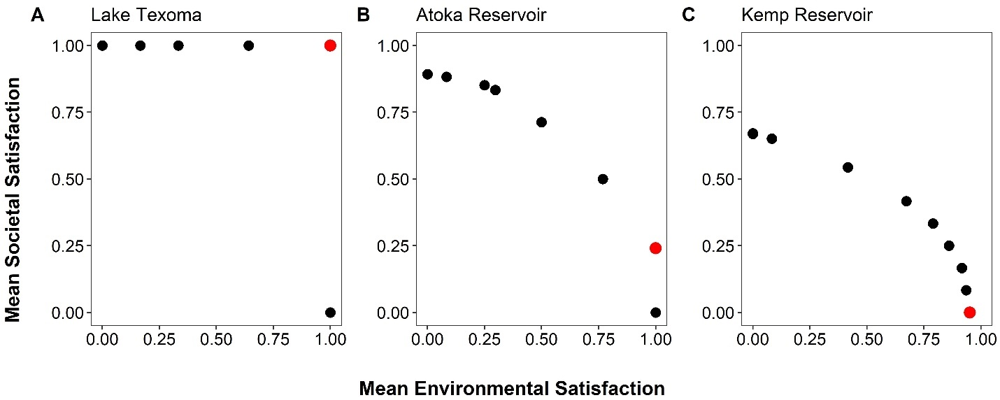 A Lake Texoma
1.00
0.75
0.50
0.25
0.00
0.00 0.25 0.50 0.75 1.00
B Atoka Reservoir
1.00
0.75
0.50
0.25
0.00
0.00 0.25 0.50 0.75 1.00
C Kemp Reservoir
1.00
0.75
0.50
0.25
0.00
0.00 0.25 0.50 0.75 1.00
Mean Societal Satisfaction
Mean Environmental Satisfaction